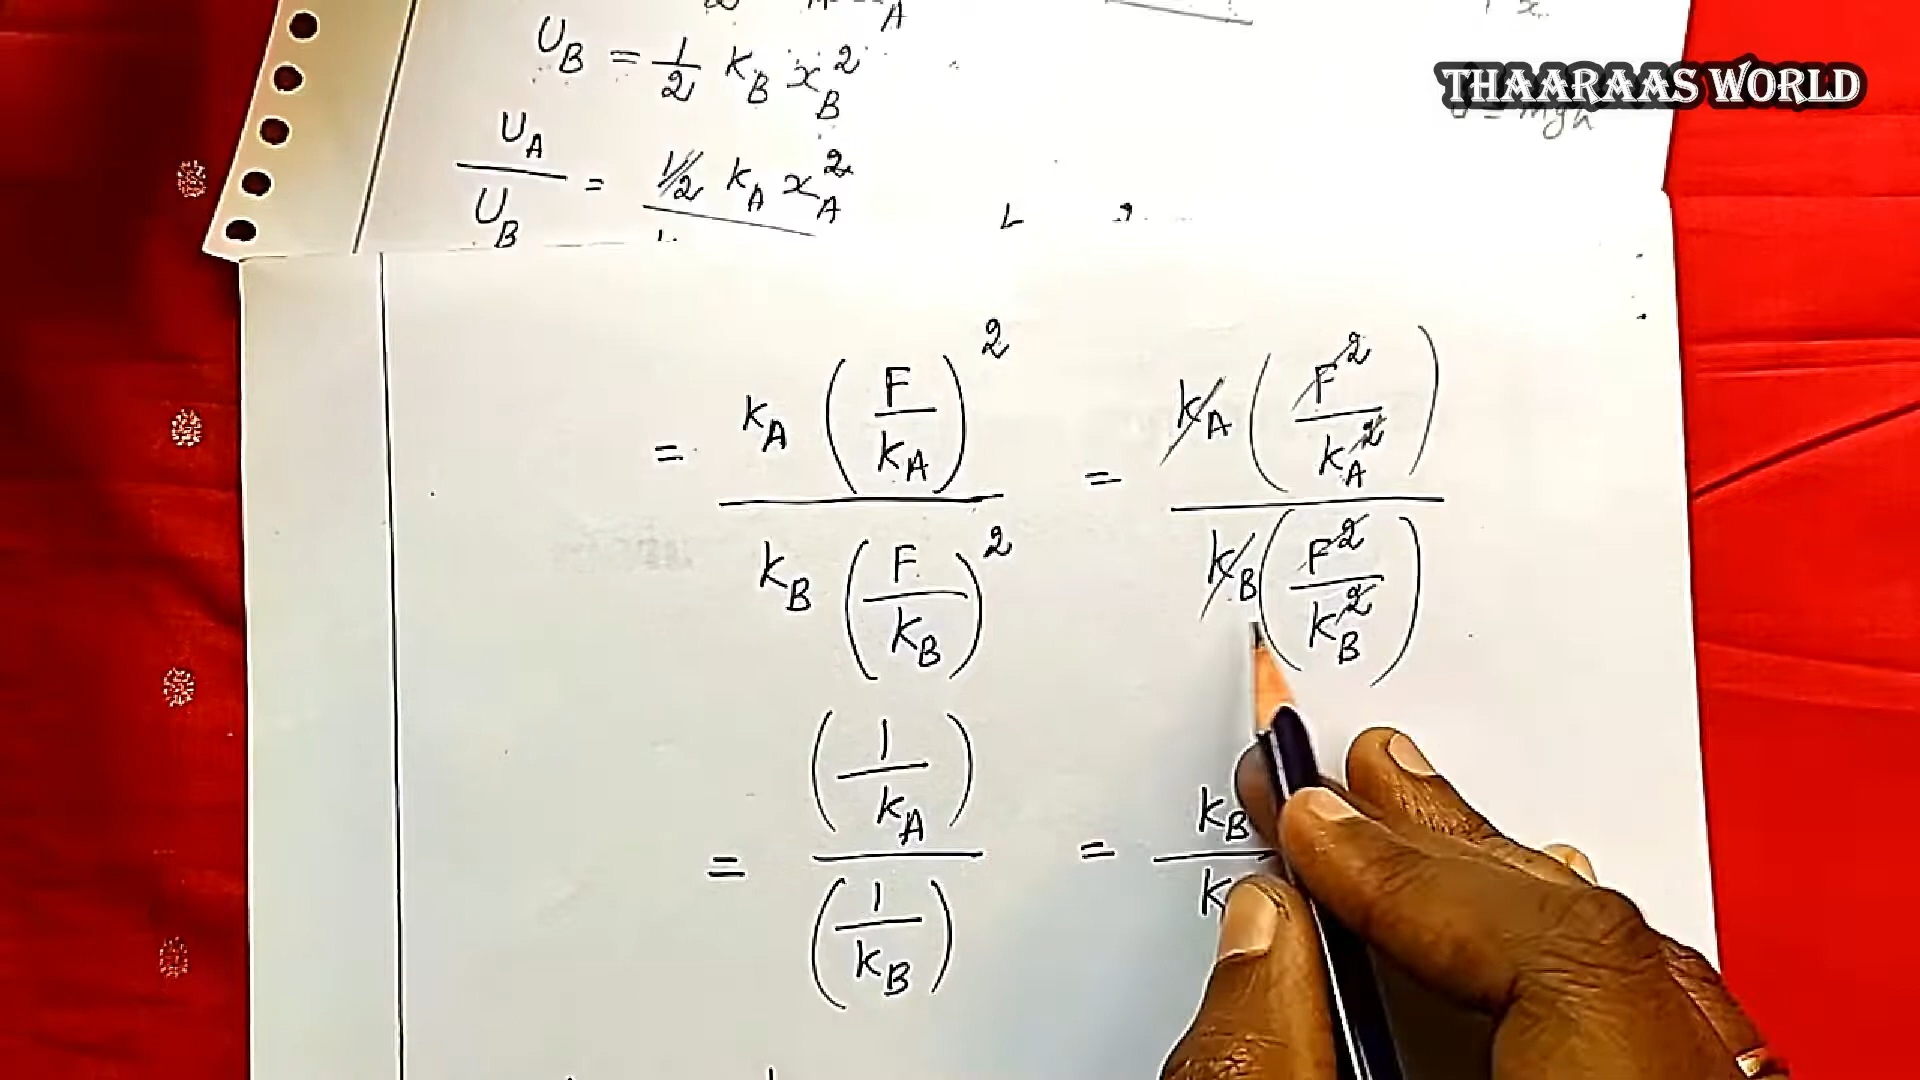 THAARAAS WORLD
U_B = 1/2 K_B x_B^2
U_A/U_B = 1/2 K_A x_A^2
= K_A (F/K_A)^2 / K_B (F/K_B)^2 = K_A (F^2/K_A^2) / K_B (F^2/K_B^2)
= (1/K_A) / (1/K_B) = K_B / K